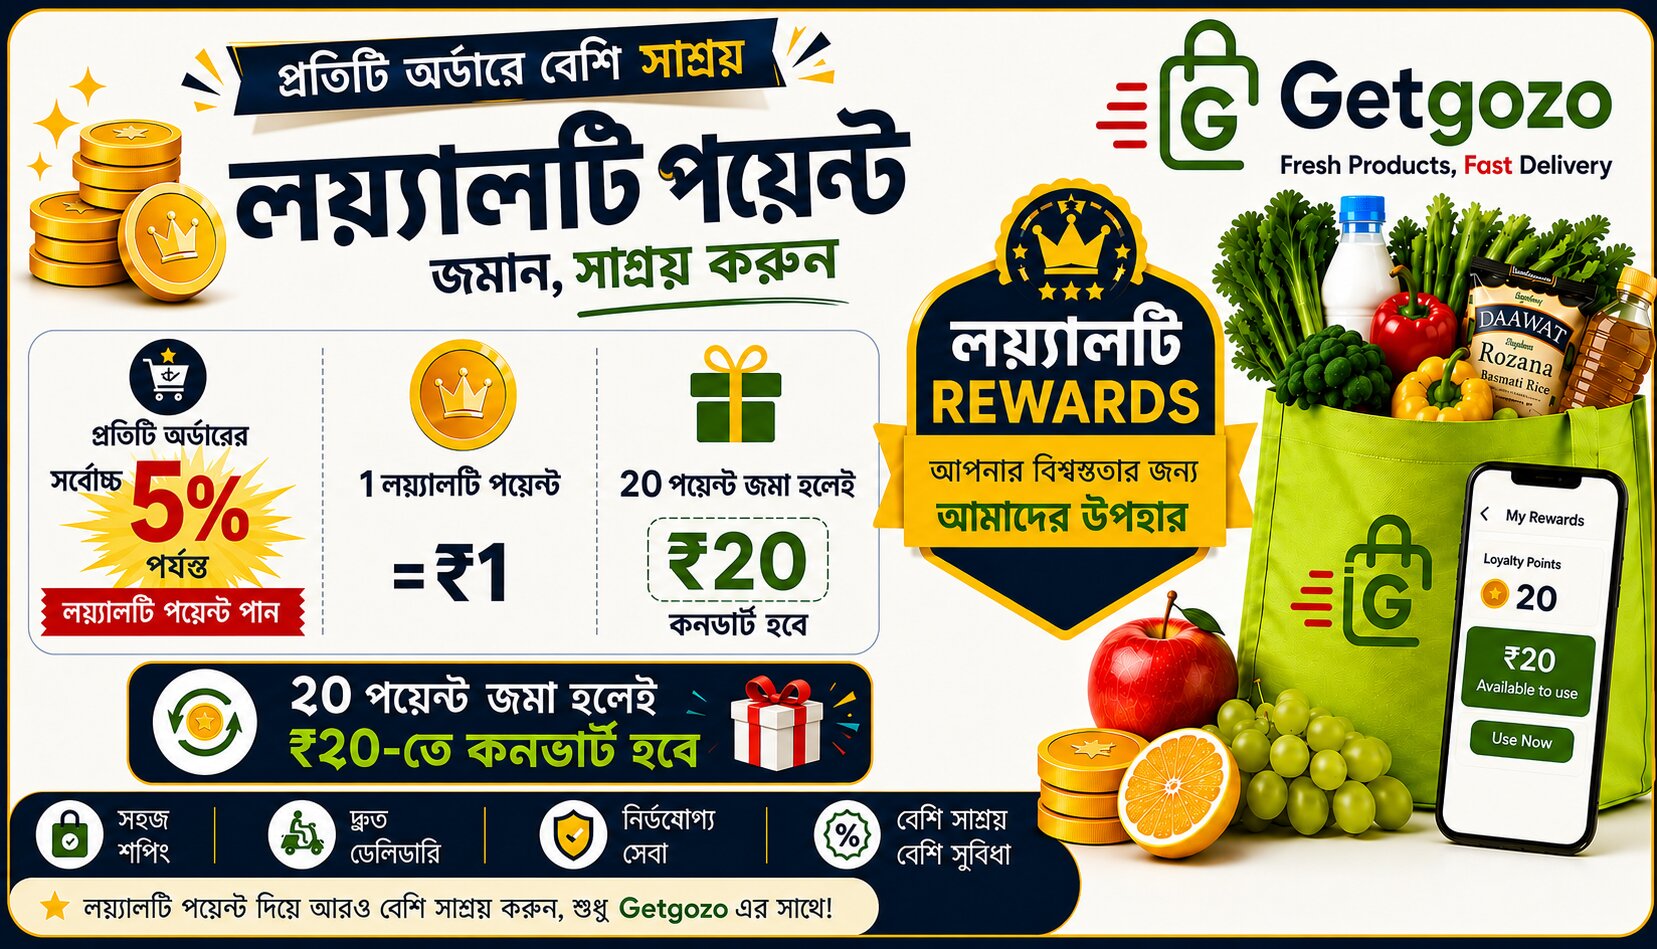 প্রতিটি অর্ডারে বেশি সাশ্রয়
লয়্যালটি পয়েন্ট
জমান, সাশ্রয় করুন
Getgozo
Fresh Products, Fast Delivery
প্রতিটি অর্ডারের
সর্বোচ্চ 5%
পর্যন্ত
লয়্যালটি পয়েন্ট পান
1 লয়্যালটি পয়েন্ট
= ₹1
20 পয়েন্ট জমা হলেই
₹20
কনভার্ট হবে
20 পয়েন্ট জমা হলেই
₹20-তে কনভার্ট হবে
লয়্যালটি
REWARDS
আপনার বিশ্বস্ততার জন্য
আমাদের উপহার
DAAWAT
Rozana
Basmati Rice
G
My Rewards
Loyalty Points
20
₹20
Available to use
Use Now
সহজ
শপিং
দ্রুত
ডেলিভারি
নির্ভযোগ্য
সেবা
বেশি সাশ্রয়
বেশি সুবিধা
লয়্যালটি পয়েন্ট দিয়ে আরও বেশি সাশ্রয় করুন, শুধু Getgozo এর সাথে!